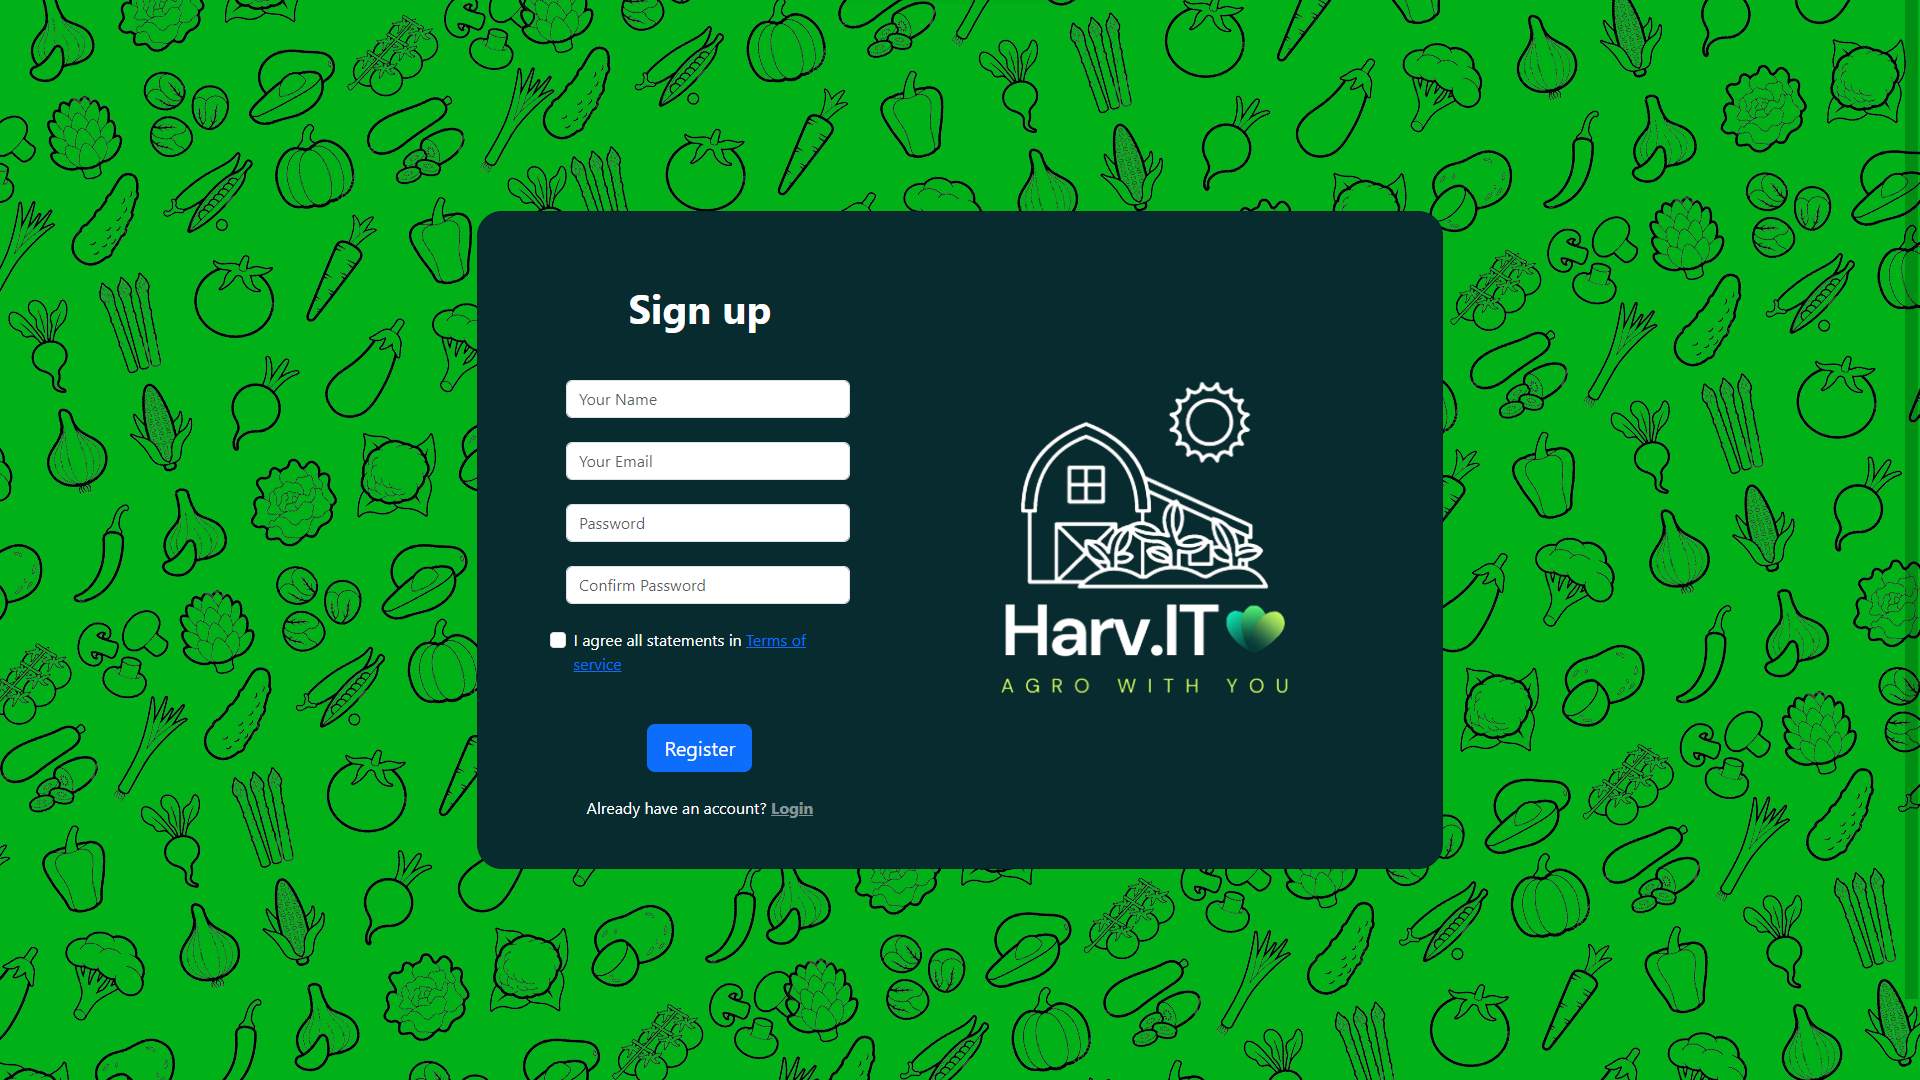 Sign up
Your Name
Your Email
Password
Confirm Password
I agree all statements in Terms of
service
Register
Already have an account? Login
Harv.IT
AGRO WITH YOU